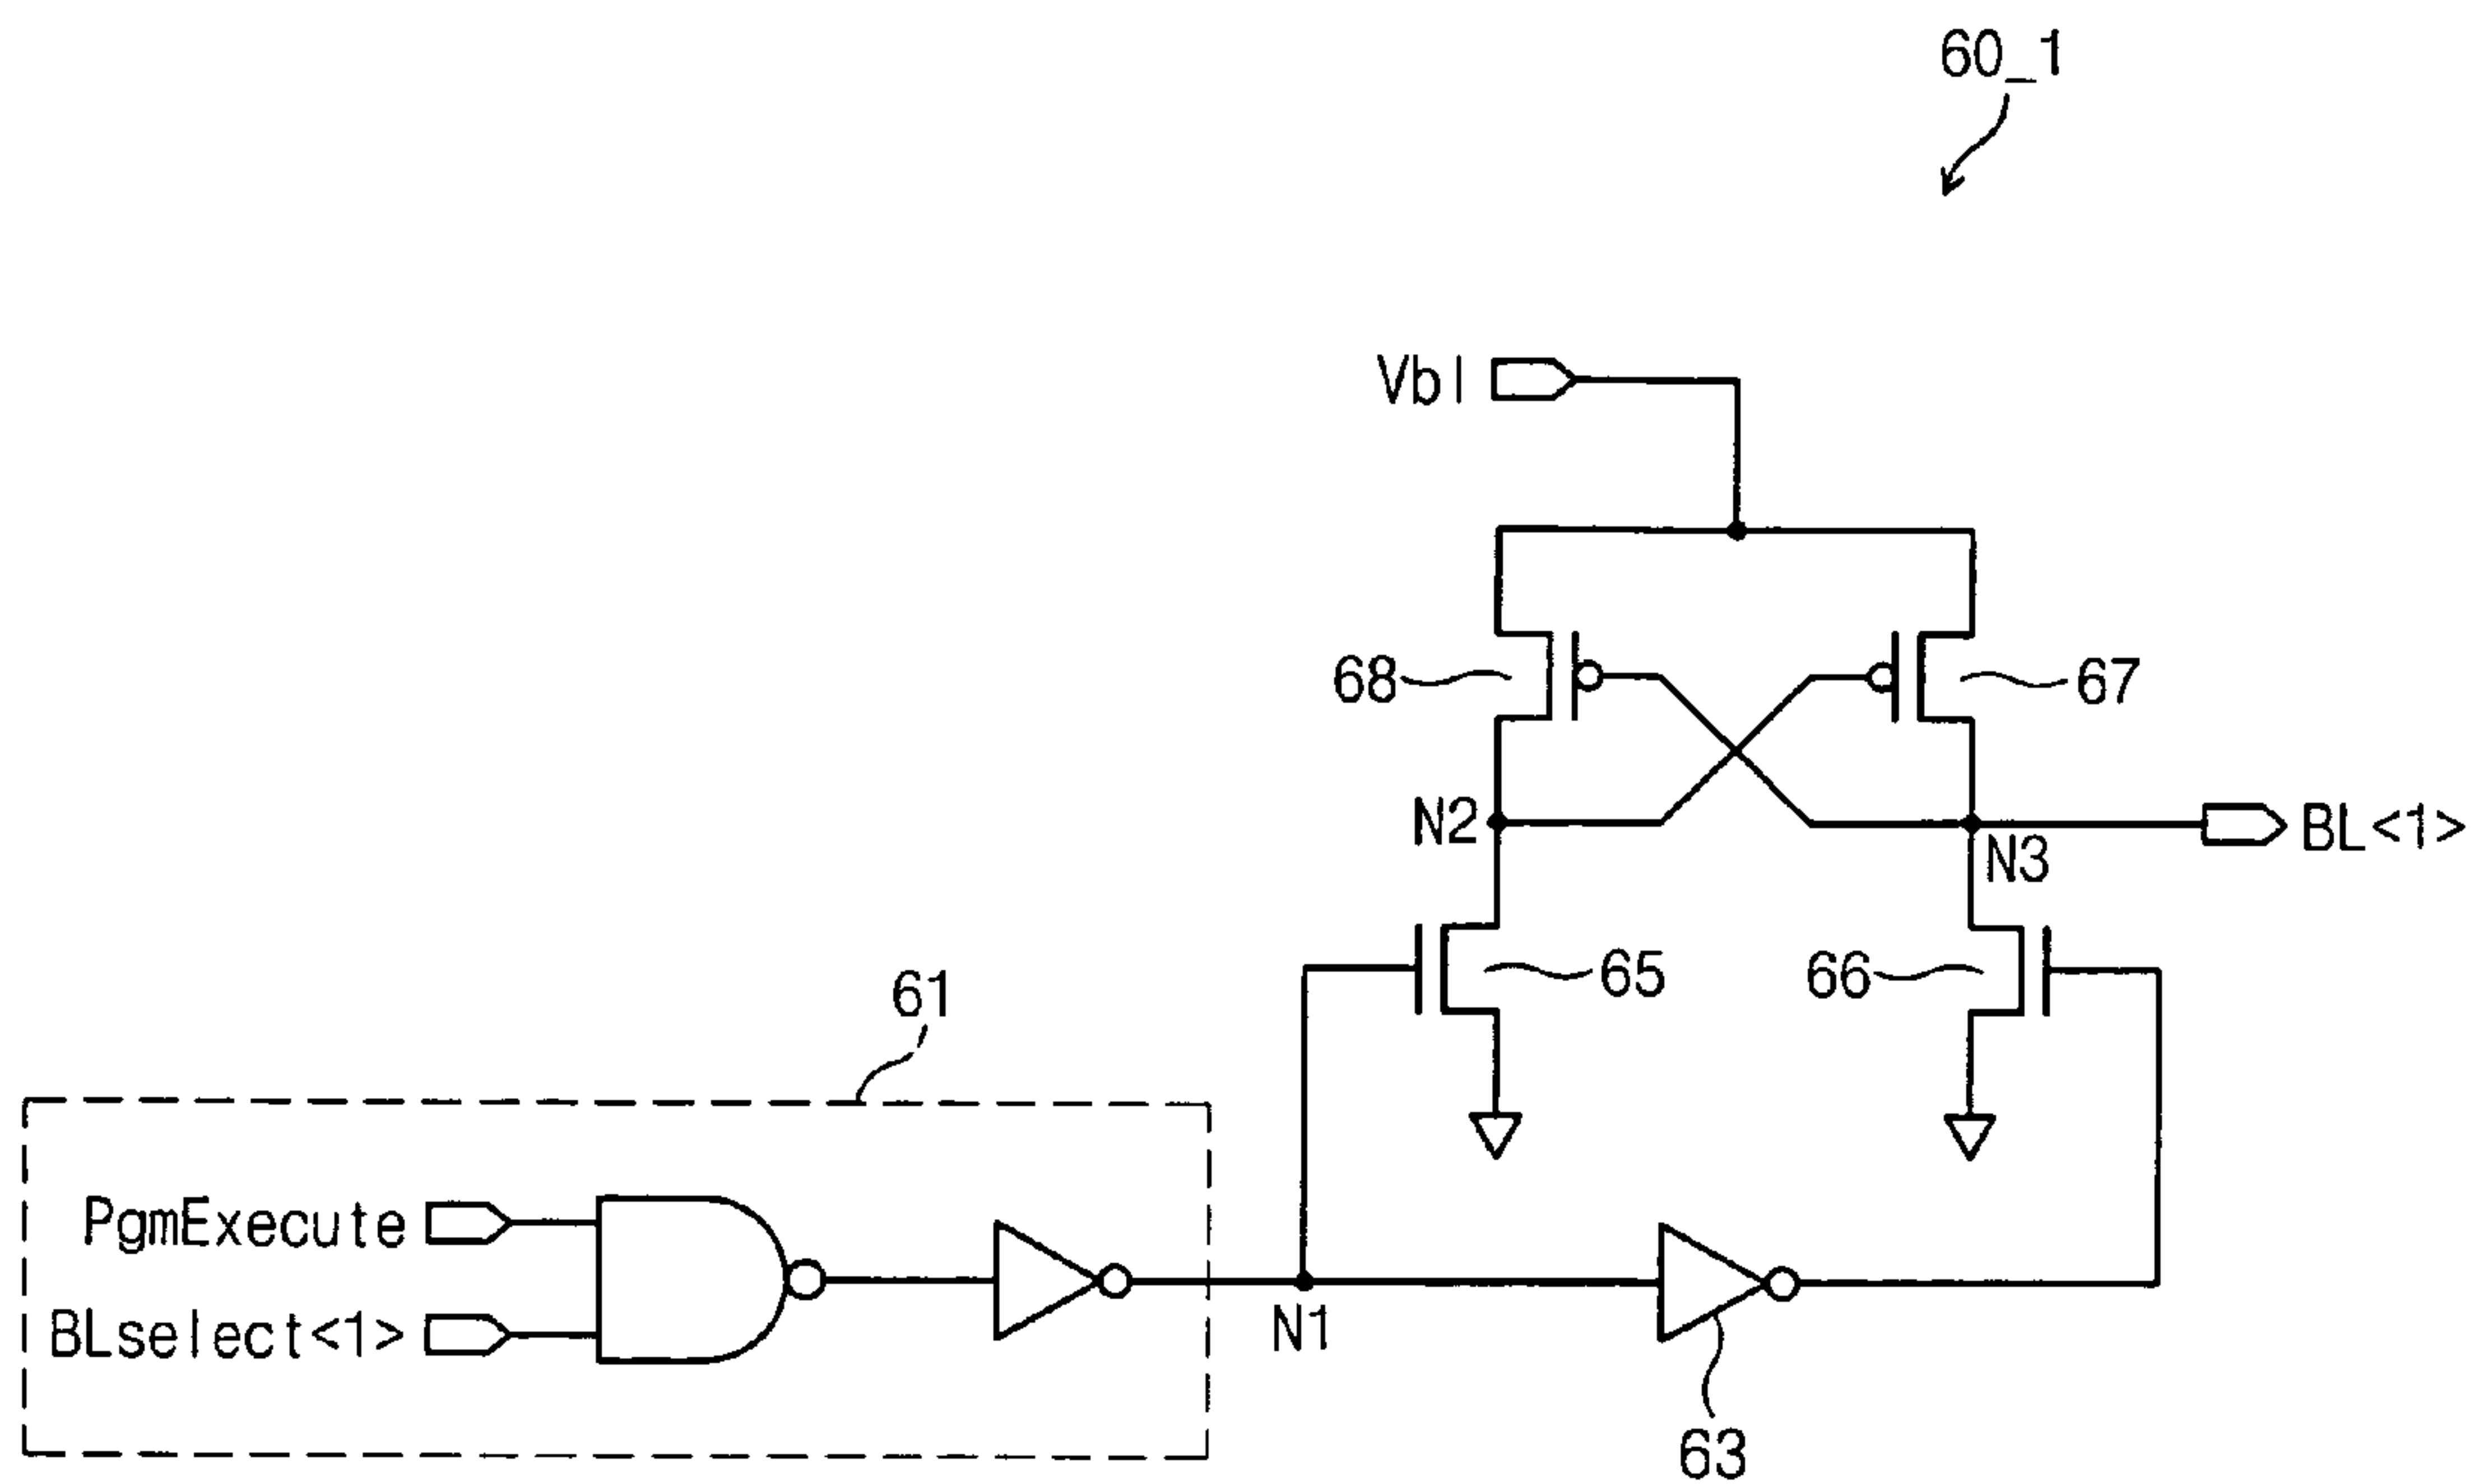 60_1
Vbl
68
67
N2
BL<1>
N3
65
66
61
PgmExecute
BLselect<1>
N1
63